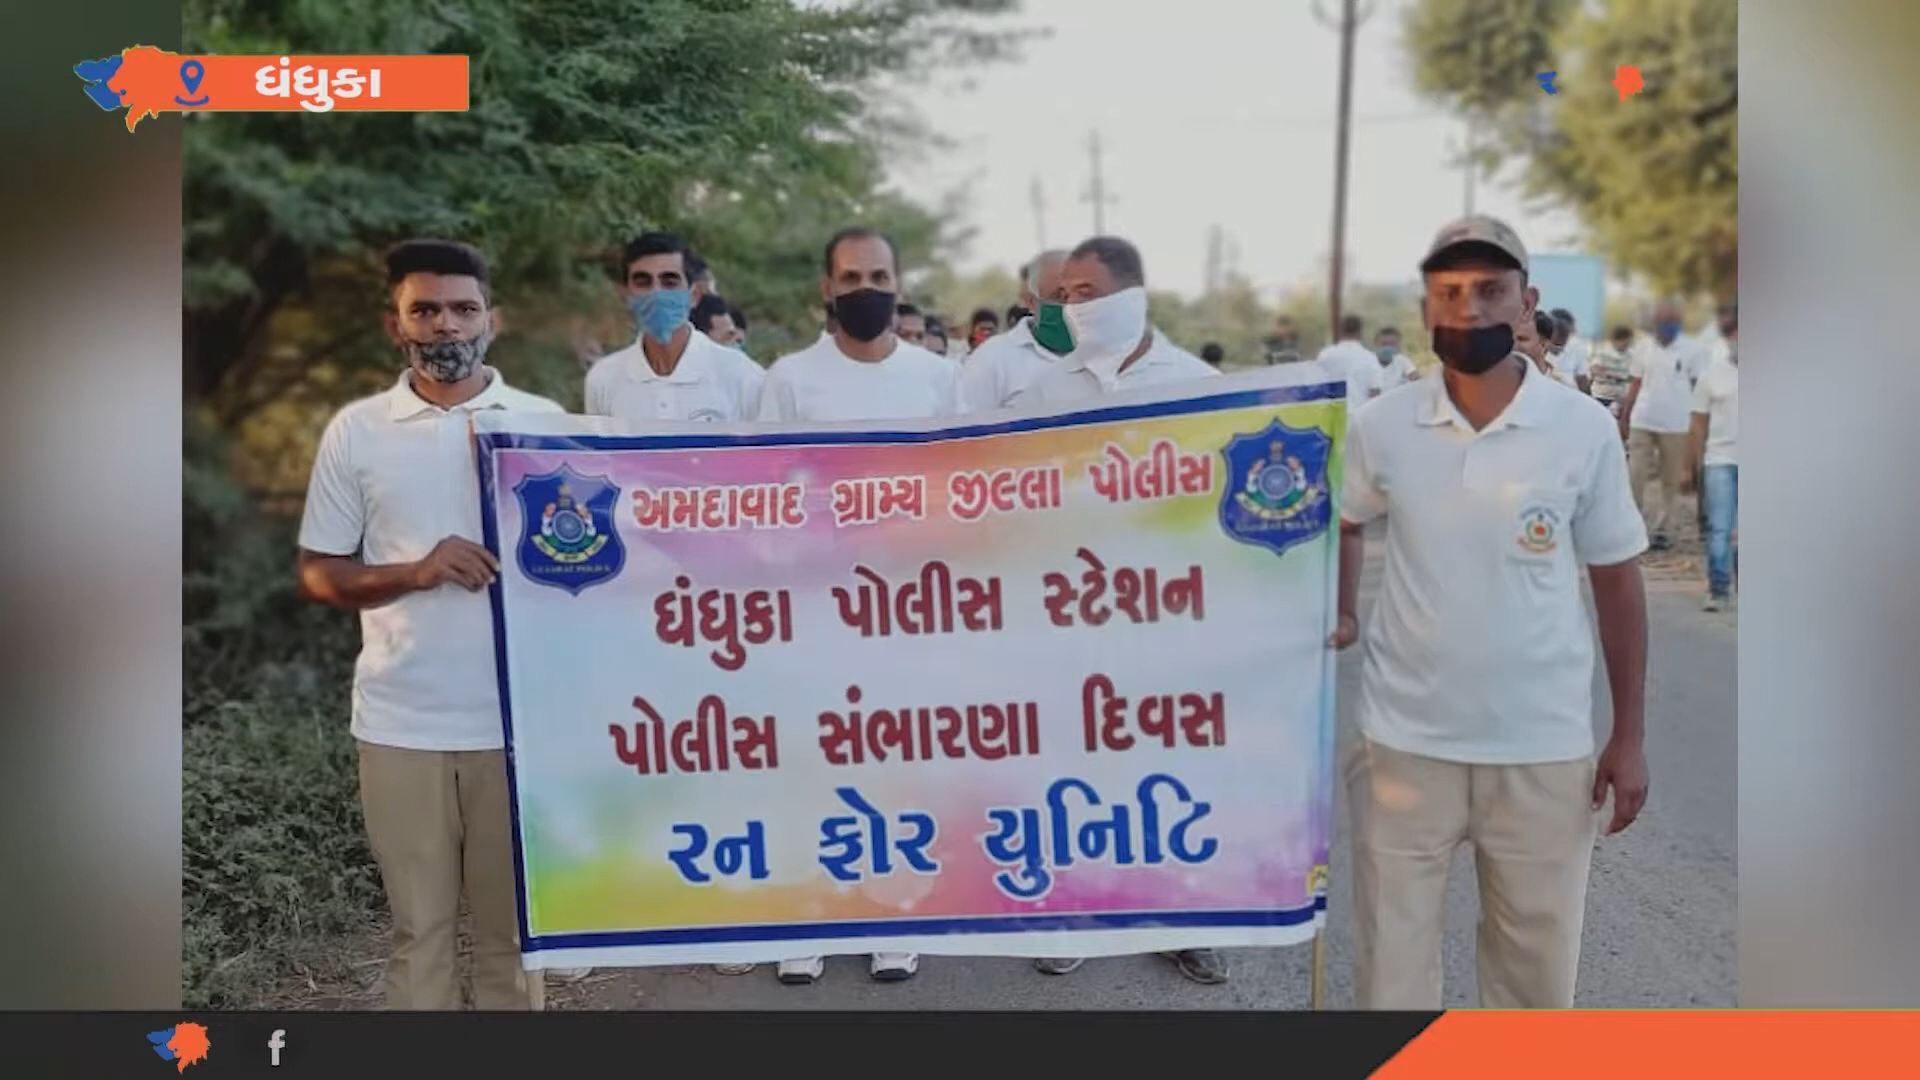 ધંધુકા
અમદાવાદ ગ્રામ્ય જીલ્લા પોલીસ
ધંધુકા પોલીસ સ્ટેશન
પોલીસ સંભારણા દિવસ
રન ફોર યુનિટિ
f